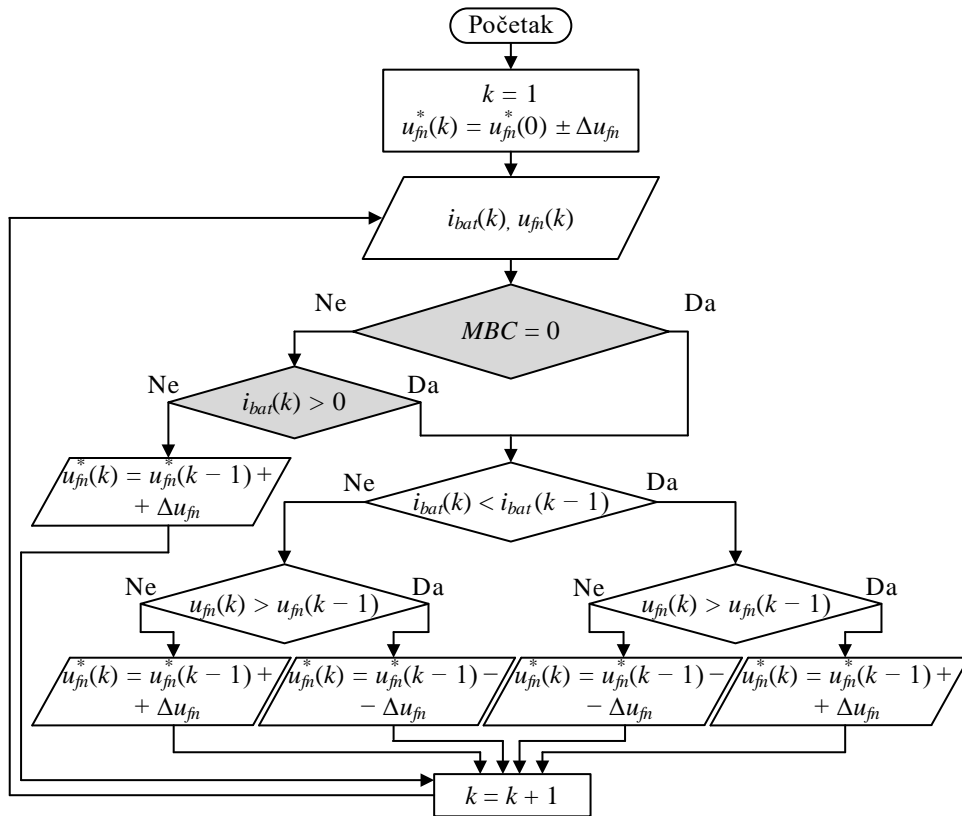 Početak
k = 1
u*fn(k) = u*fn(0) ± Δufn
ibat(k), ufn(k)
Ne
Da
MBC = 0
Ne
Da
ibat(k) > 0
u*fn(k) = u*fn(k − 1) +
+ Δufn
Ne
Da
ibat(k) < ibat(k − 1)
Ne
Da
ufn(k) > ufn(k − 1)
Ne
Da
ufn(k) > ufn(k − 1)
u*fn(k) = u*fn(k − 1) +
+ Δufn
u*fn(k) = u*fn(k − 1) −
− Δufn
u*fn(k) = u*fn(k − 1) −
− Δufn
u*fn(k) = u*fn(k − 1) +
+ Δufn
k = k + 1